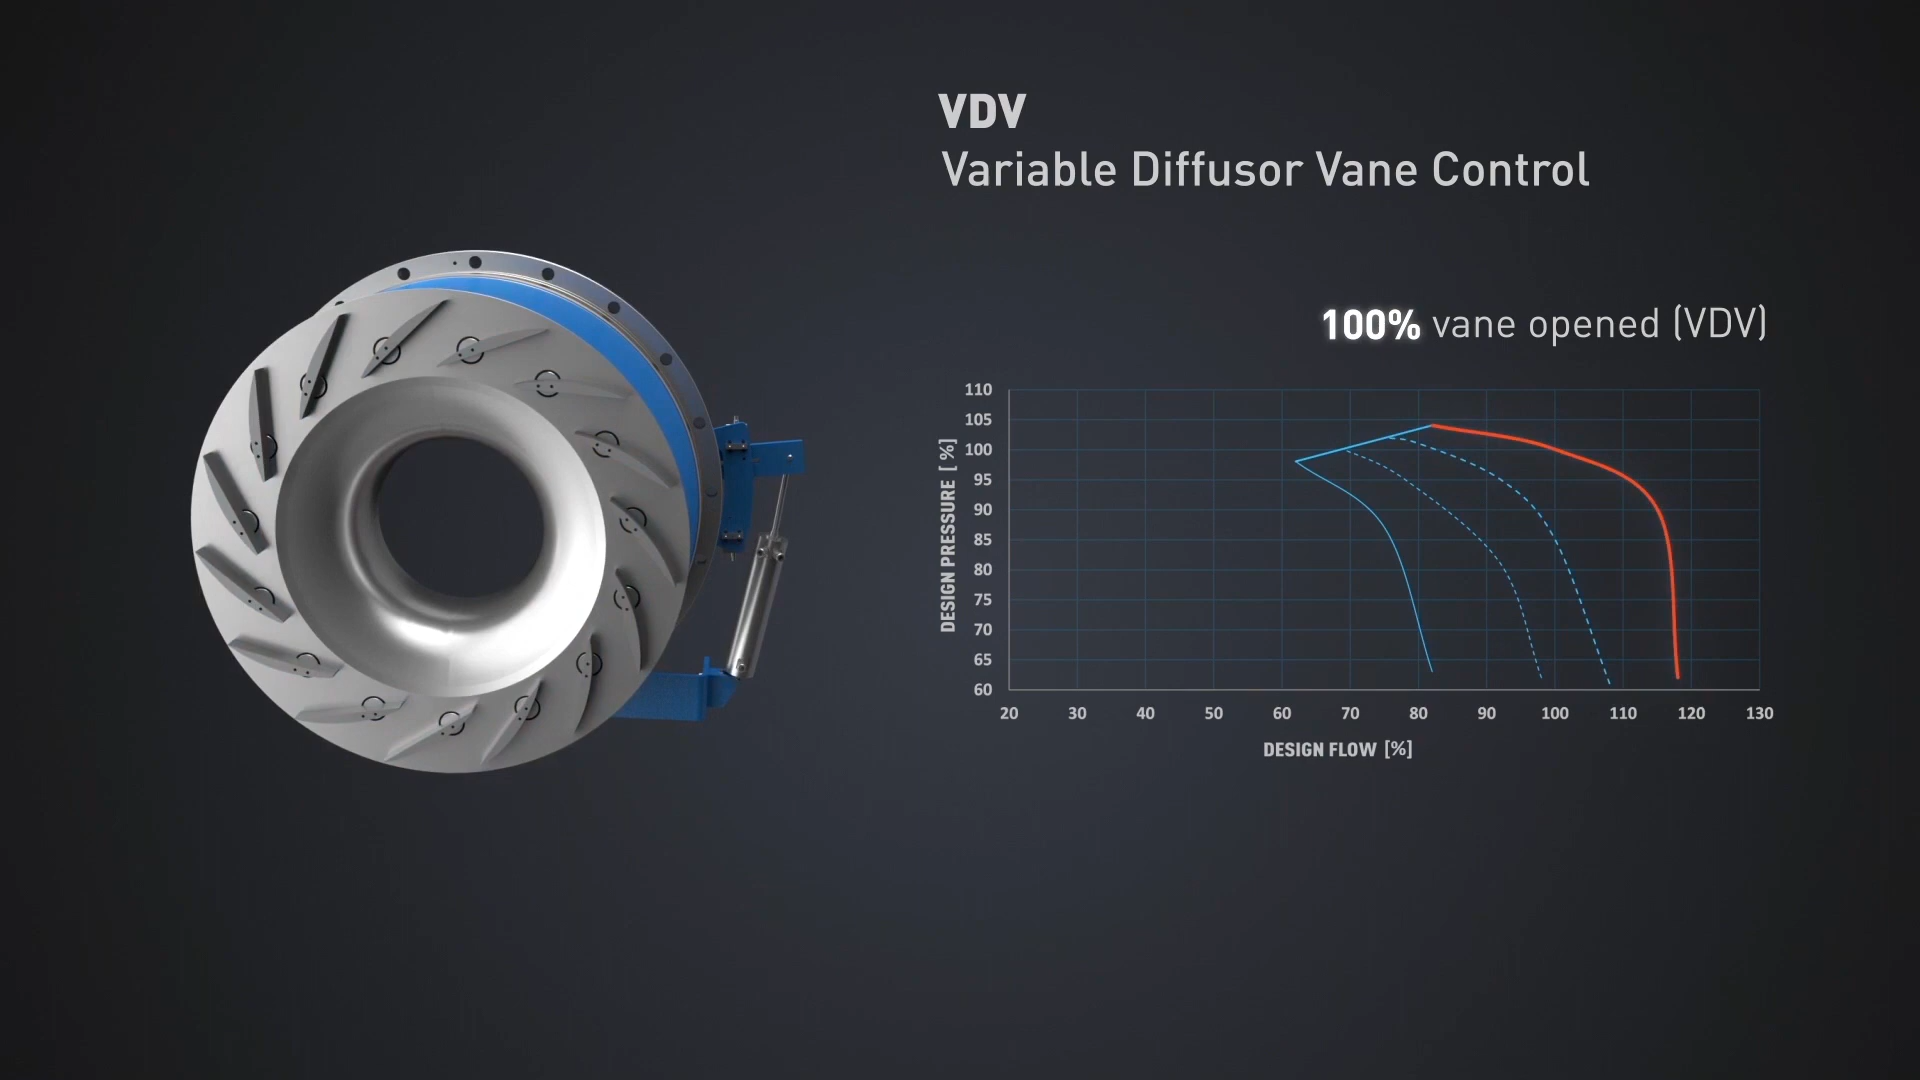 VDV
Variable Diffusor Vane Control
100% vane opened (VDV)
DESIGN PRESSURE [%]
110
105
100
95
90
85
80
75
70
65
60
20 30 40 50 60 70 80 90 100 110 120 130
DESIGN FLOW [%]